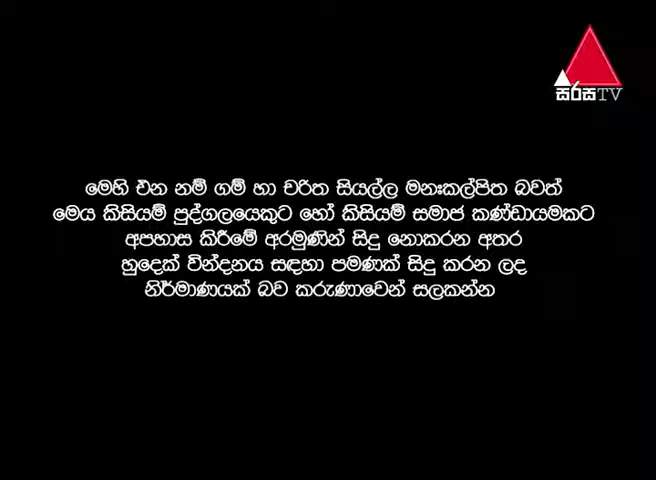 සිරස TV
මෙහි එන නම් ගම් හා චරිත සියල්ල මනඃකල්පිත බවත්
මෙය කිසියම් පුද්ගලයෙකුට හෝ කිසියම් සමාජ කණ්ඩායමකට
අපහාස කිරීමේ අරමුණින් සිදු නොකරන අතර
හුදෙක් වින්දනය සඳහා පමණක් සිදු කරන ලද
නිර්මාණයක් බව කරුණාවෙන් සලකන්න